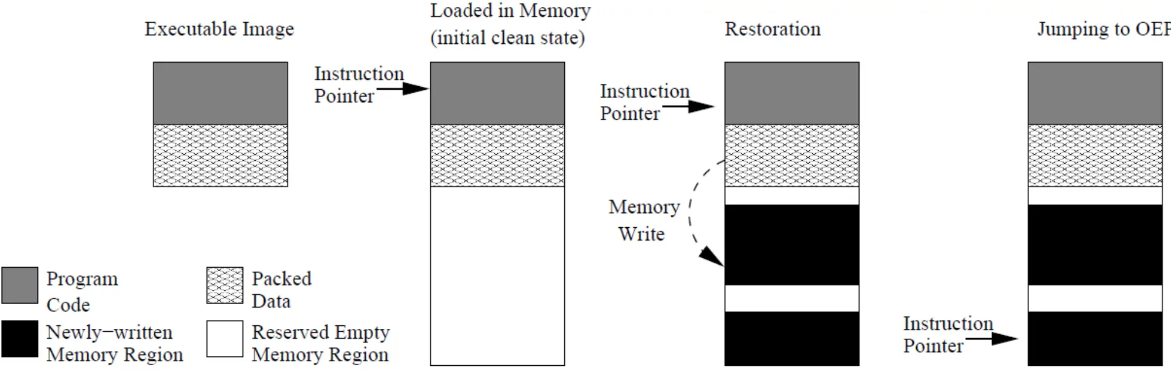 Executable Image
Loaded in Memory
(initial clean state)
Restoration
Jumping to OEP
Instruction
Pointer
Instruction
Pointer
Memory
Write
Instruction
Pointer
Program
Code
Packed
Data
Newly−written
Memory Region
Reserved Empty
Memory Region